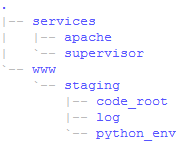 .
|-- services
|   |-- apache
|   `-- supervisor
`-- www
    `-- staging
        |-- code_root
        |-- log
        `-- python_env